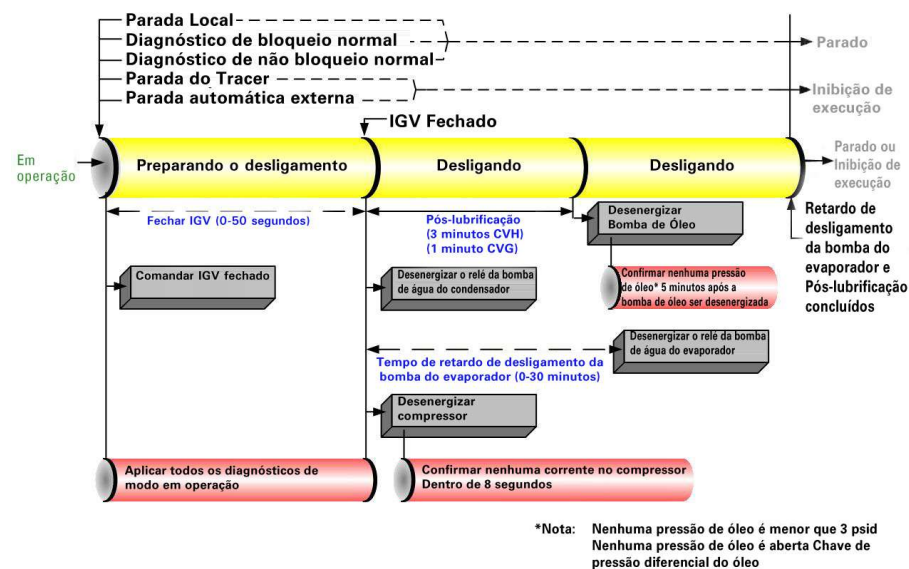 Parada Local
Diagnóstico de bloqueio normal
Diagnóstico de não bloqueio normal
Parada do Tracer
Parada automática externa
Parado
Inibição de
execução
IGV Fechado
Em
operação
Preparando o desligamento
Desligando
Desligando
Parado ou
Inibição de
execução
Fechar IGV (0-50 segundos)
Pós-lubrificação
(3 minutos CVH)
(1 minuto CVG)
Desenergizar
Bomba de Óleo
Retardo de
desligamento
da bomba do
evaporador e
Pós-lubrificação
concluídos
Comandar IGV fechado
Desenergizar o relé da bomba
de água do condensador
Confirmar nenhuma pressão
de óleo* 5 minutos após a
bomba de óleo ser desenergizada
Desenergizar o relé da bomba
de água do evaporador
Tempo de retardo de desligamento da
bomba do evaporador (0-30 minutos)
Desenergizar
compressor
Aplicar todos os diagnósticos de
modo em operação
Confirmar nenhuma corrente no compressor
Dentro de 8 segundos
*Nota: Nenhuma pressão de óleo é menor que 3 psid
Nenhuma pressão de óleo é aberta Chave de
pressão diferencial do óleo